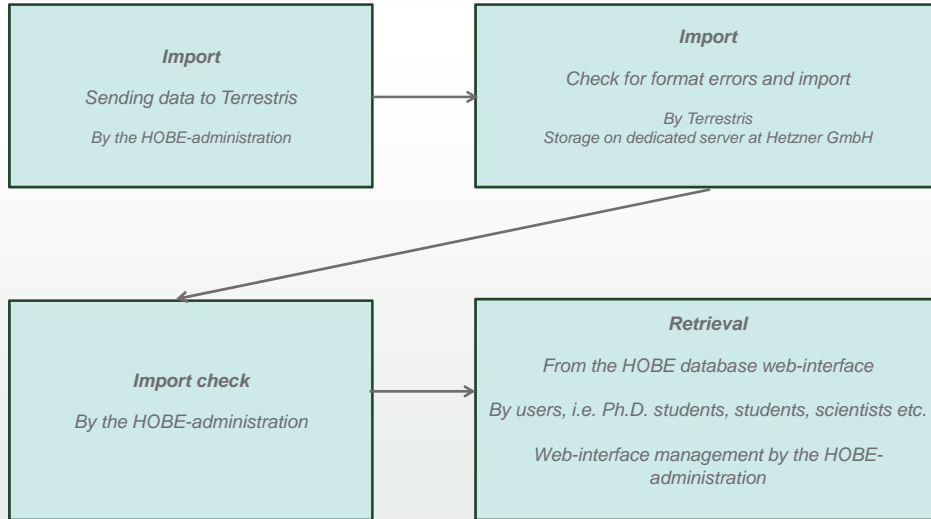 Import
Sending data to Terrestris
By the HOBE-administration
Import
Check for format errors and import
By Terrestris
Storage on dedicated server at Hetzner GmbH
Import check
By the HOBE-administration
Retrieval
From the HOBE database web-interface
By users, i.e. Ph.D. students, students, scientists etc.
Web-interface management by the HOBE-
administration